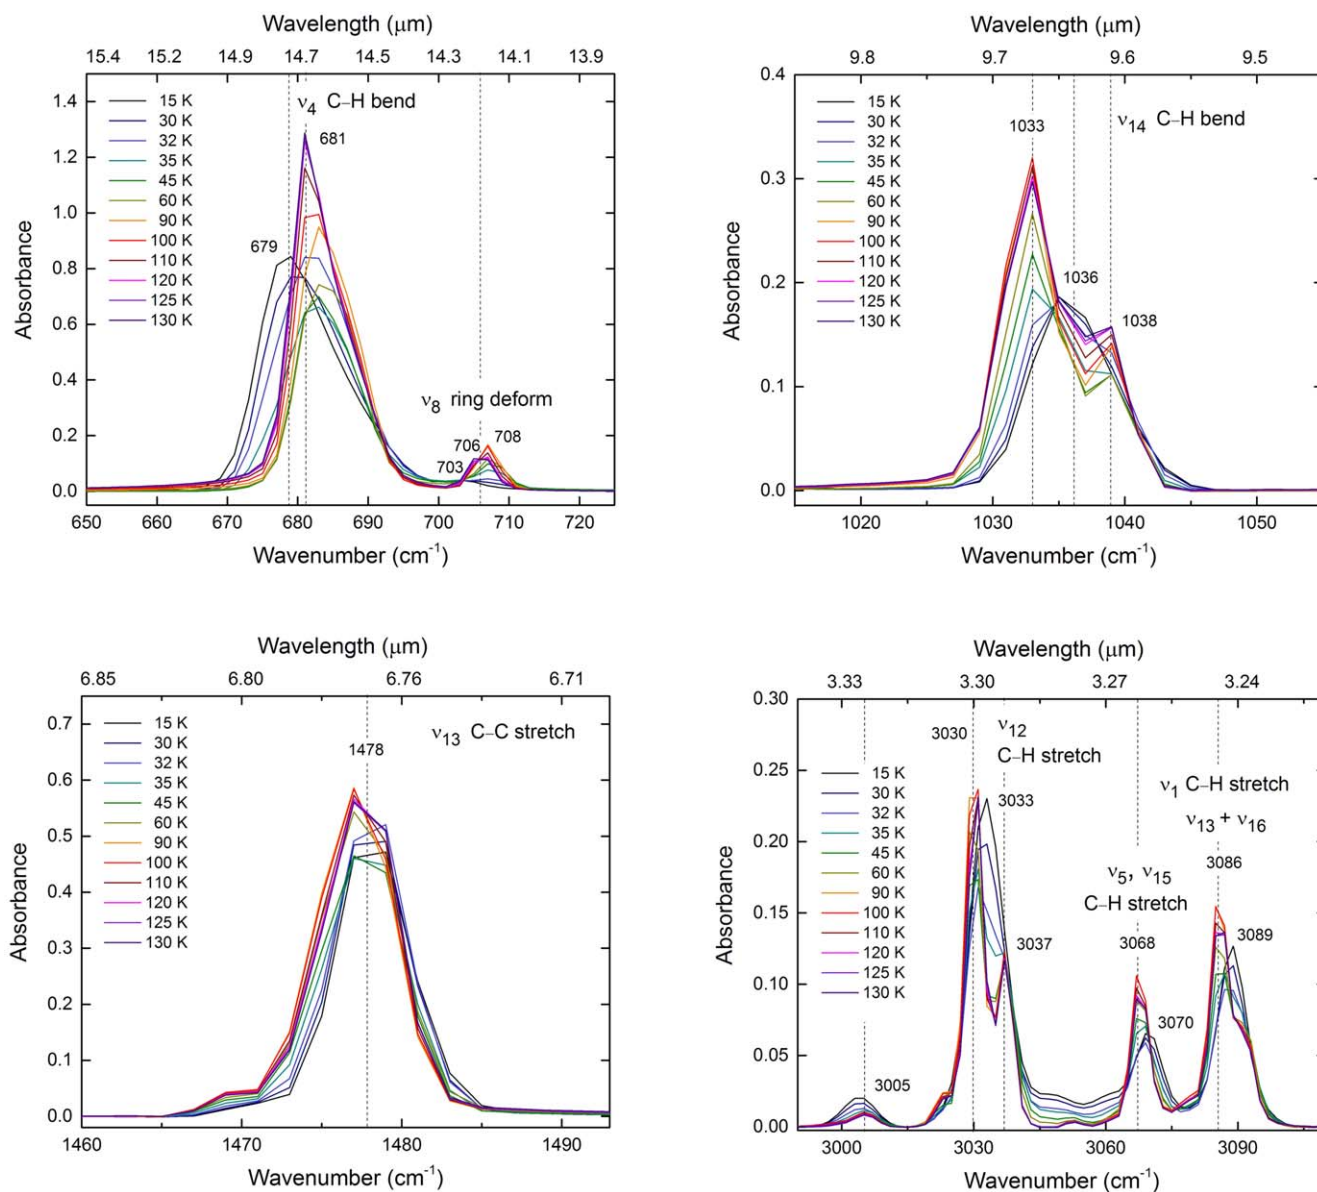 Wavelength (μm)
15.4 15.2 14.9 14.7 14.5 14.3 14.1 13.9
1.4
1.2
1.0
0.8
0.6
0.4
0.2
0.0
Absorbance
15 K
30 K
32 K
35 K
45 K
60 K
90 K
100 K
110 K
120 K
125 K
130 K
ν4 C–H bend
681
679
ν8 ring deform
706 708
703
650 660 670 680 690 700 710 720
Wavenumber (cm-1)
Wavelength (μm)
9.8 9.7 9.6 9.5
0.4
0.3
0.2
0.1
0.0
Absorbance
15 K
30 K
32 K
35 K
45 K
60 K
90 K
100 K
110 K
120 K
125 K
130 K
1033
ν14 C–H bend
1036
1038
1020 1030 1040 1050
Wavenumber (cm-1)
Wavelength (μm)
6.85 6.80 6.76 6.71
0.7
0.6
0.5
0.4
0.3
0.2
0.1
0.0
Absorbance
15 K
30 K
32 K
35 K
45 K
60 K
90 K
100 K
110 K
120 K
125 K
130 K
ν13 C–C stretch
1478
1460 1470 1480 1490
Wavenumber (cm-1)
Wavelength (μm)
3.33 3.30 3.27 3.24
0.30
0.25
0.20
0.15
0.10
0.05
0.00
Absorbance
15 K
30 K
32 K
35 K
45 K
60 K
90 K
100 K
110 K
120 K
125 K
130 K
3030
ν12
C–H stretch
3033
3037
3005
ν5, ν15
C–H stretch
3068
3070
ν1 C–H stretch
ν13 + ν16
3086
3089
3000 3030 3060 3090
Wavenumber (cm-1)